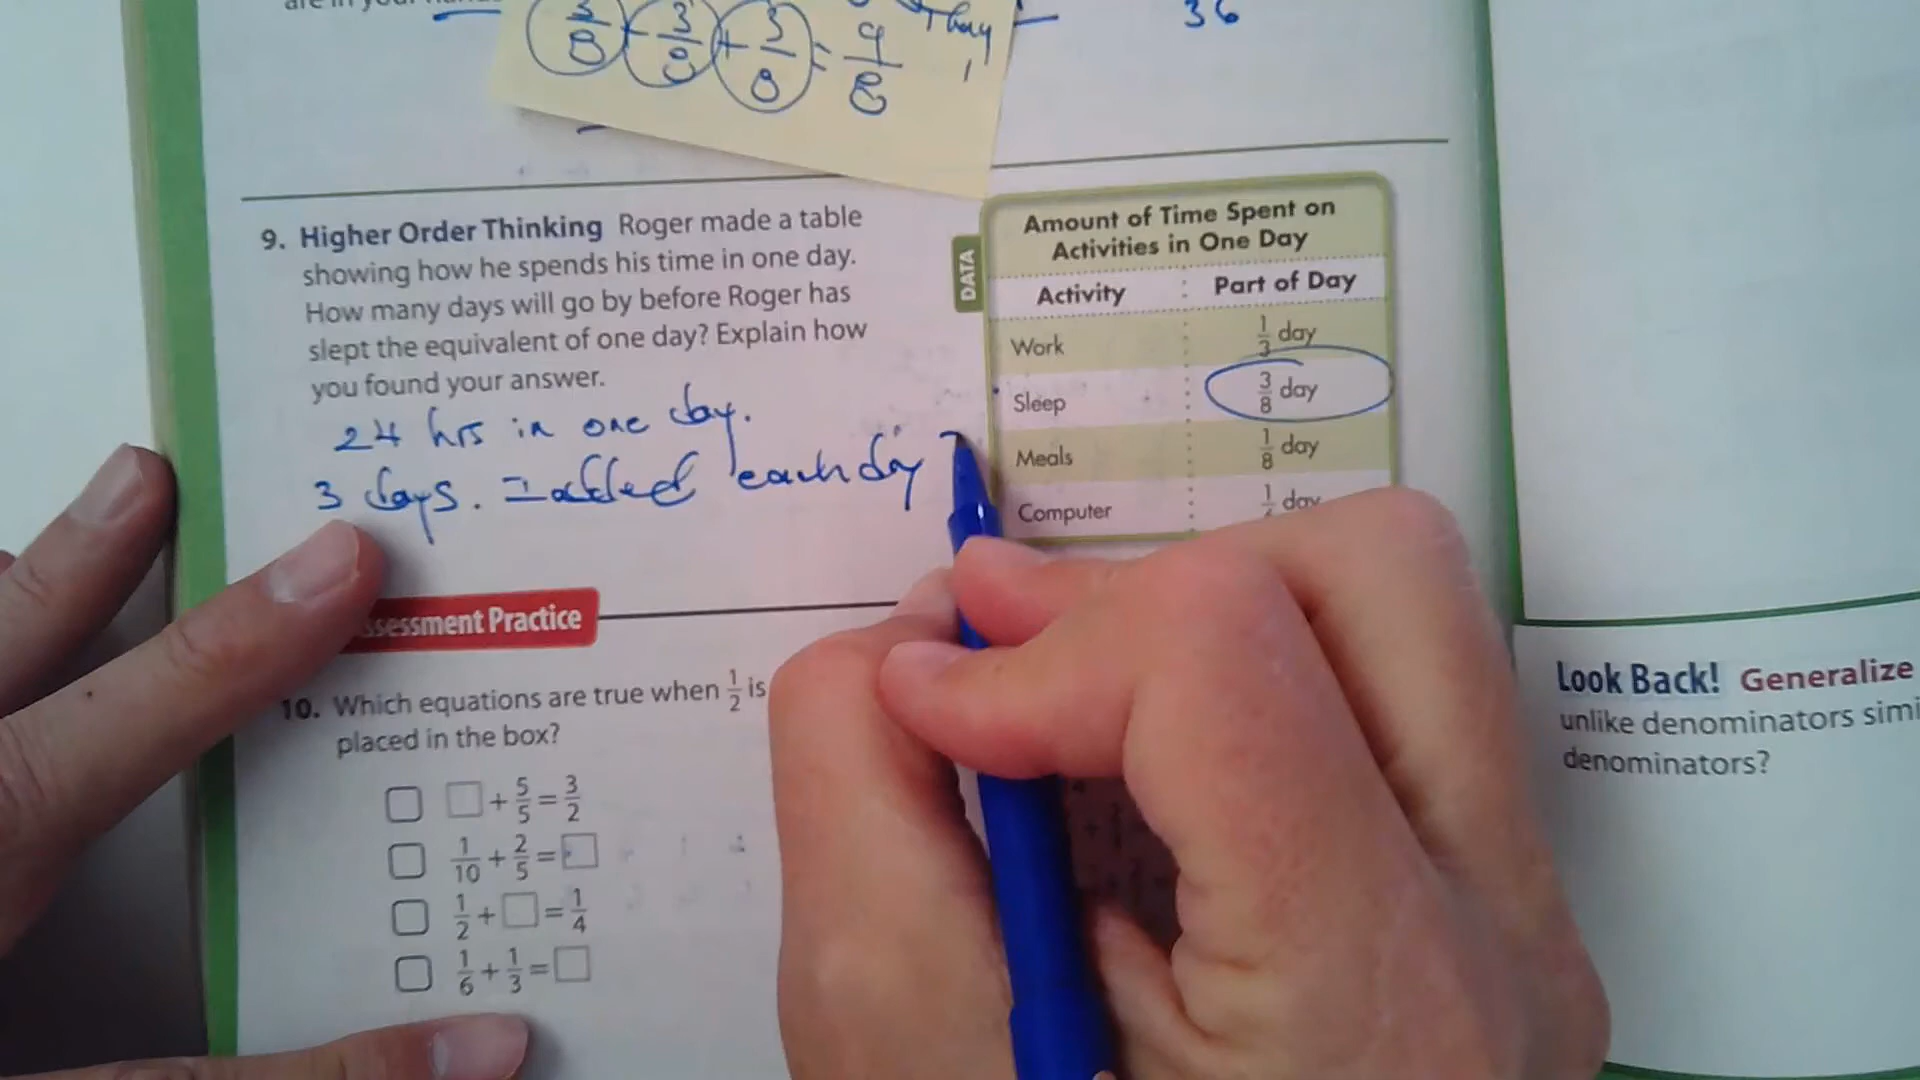 are in your
36
3/8 + 3/8 + 3/8 = 9/8
9. Higher Order Thinking Roger made a table
showing how he spends his time in one day.
How many days will go by before Roger has
slept the equivalent of one day? Explain how
you found your answer.
24 hrs in one day.
3 days. I added each day
DATA
Amount of Time Spent on
Activities in One Day
Activity Part of Day
Work 1/3 day
Sleep 3/8 day
Meals 1/8 day
Computer day
ssessment Practice
10. Which equations are true when 1/2 is
placed in the box?
☐ □ + 5/5 = 3/2
☐ 1/10 + 2/5 = □
☐ 1/2 + □ = 1/4
☐ 1/6 + 1/3 = □
Look Back! Generalize
unlike denominators simi
denominators?